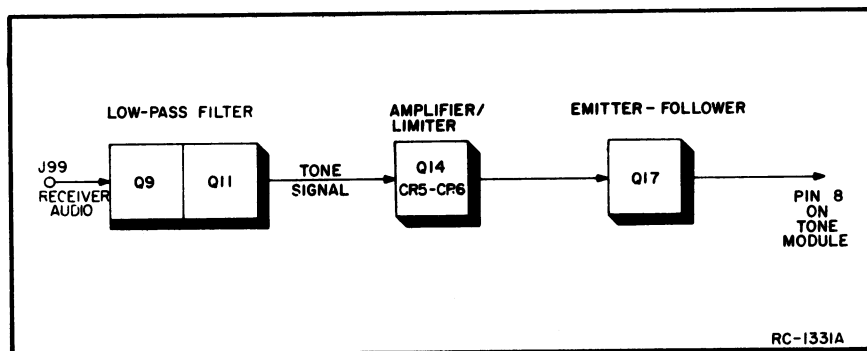 LOW-PASS FILTER
AMPLIFIER/
LIMITER
EMITTER-FOLLOWER
J99
RECEIVER
AUDIO
Q9
Q11
TONE
SIGNAL
Q14
CR5-CR6
Q17
PIN 8
ON
TONE
MODULE
RC-1331A